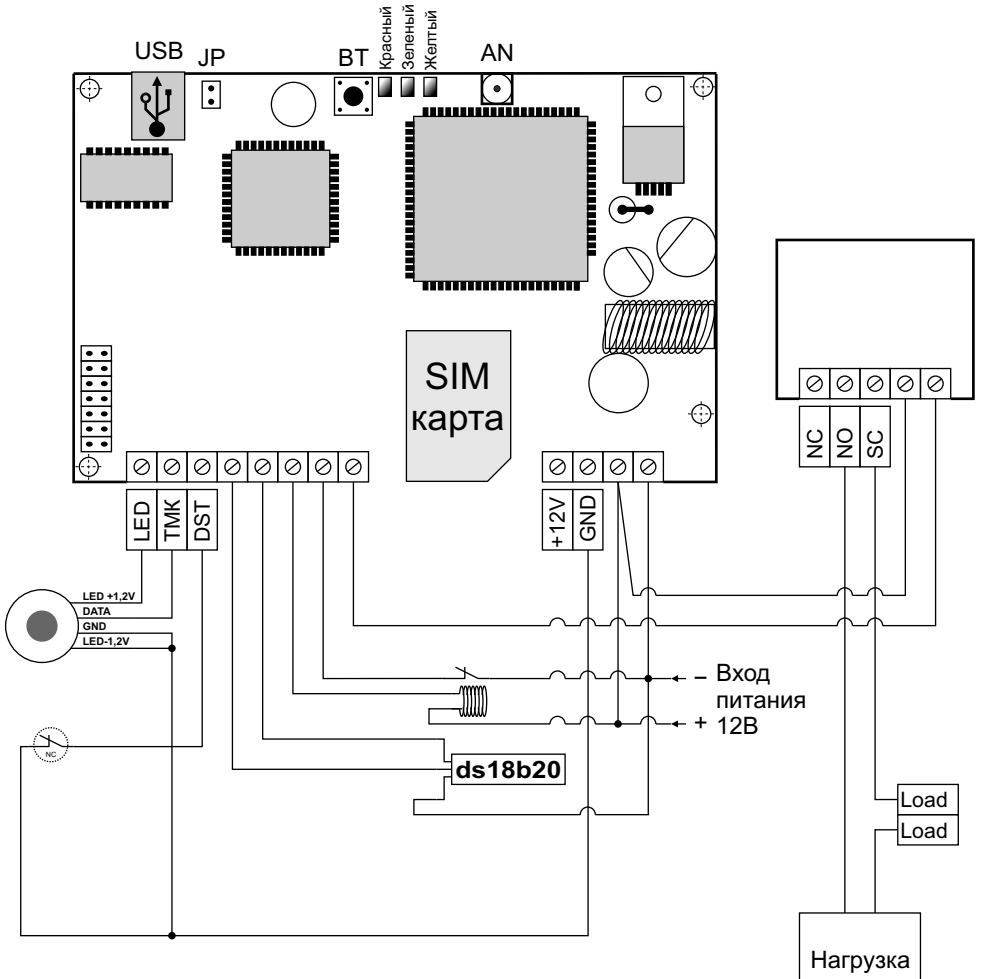 Красный
Зеленый
Желтый
USB
JP
BT
AN
SIM
карта
LED
ТМК
DST
+12V
GND
NC
NO
SC
LED +1,2V
DATA
GND
LED-1,2V
– Вход
питания
+ 12В
NC
ds18b20
Load
Load
Нагрузка